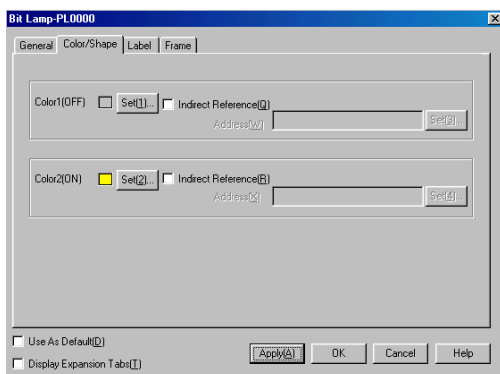 Bit Lamp-PL0000
General Color/Shape Label Frame
Color1(OFF) Set(1)... Indirect Reference(Q)
Address(W) Set(3)...
Color2(ON) Set(2)... Indirect Reference(R)
Address(X) Set(4)...
Use As Default(D)
Display Expansion Tabs(T)
Apply(A) OK Cancel Help